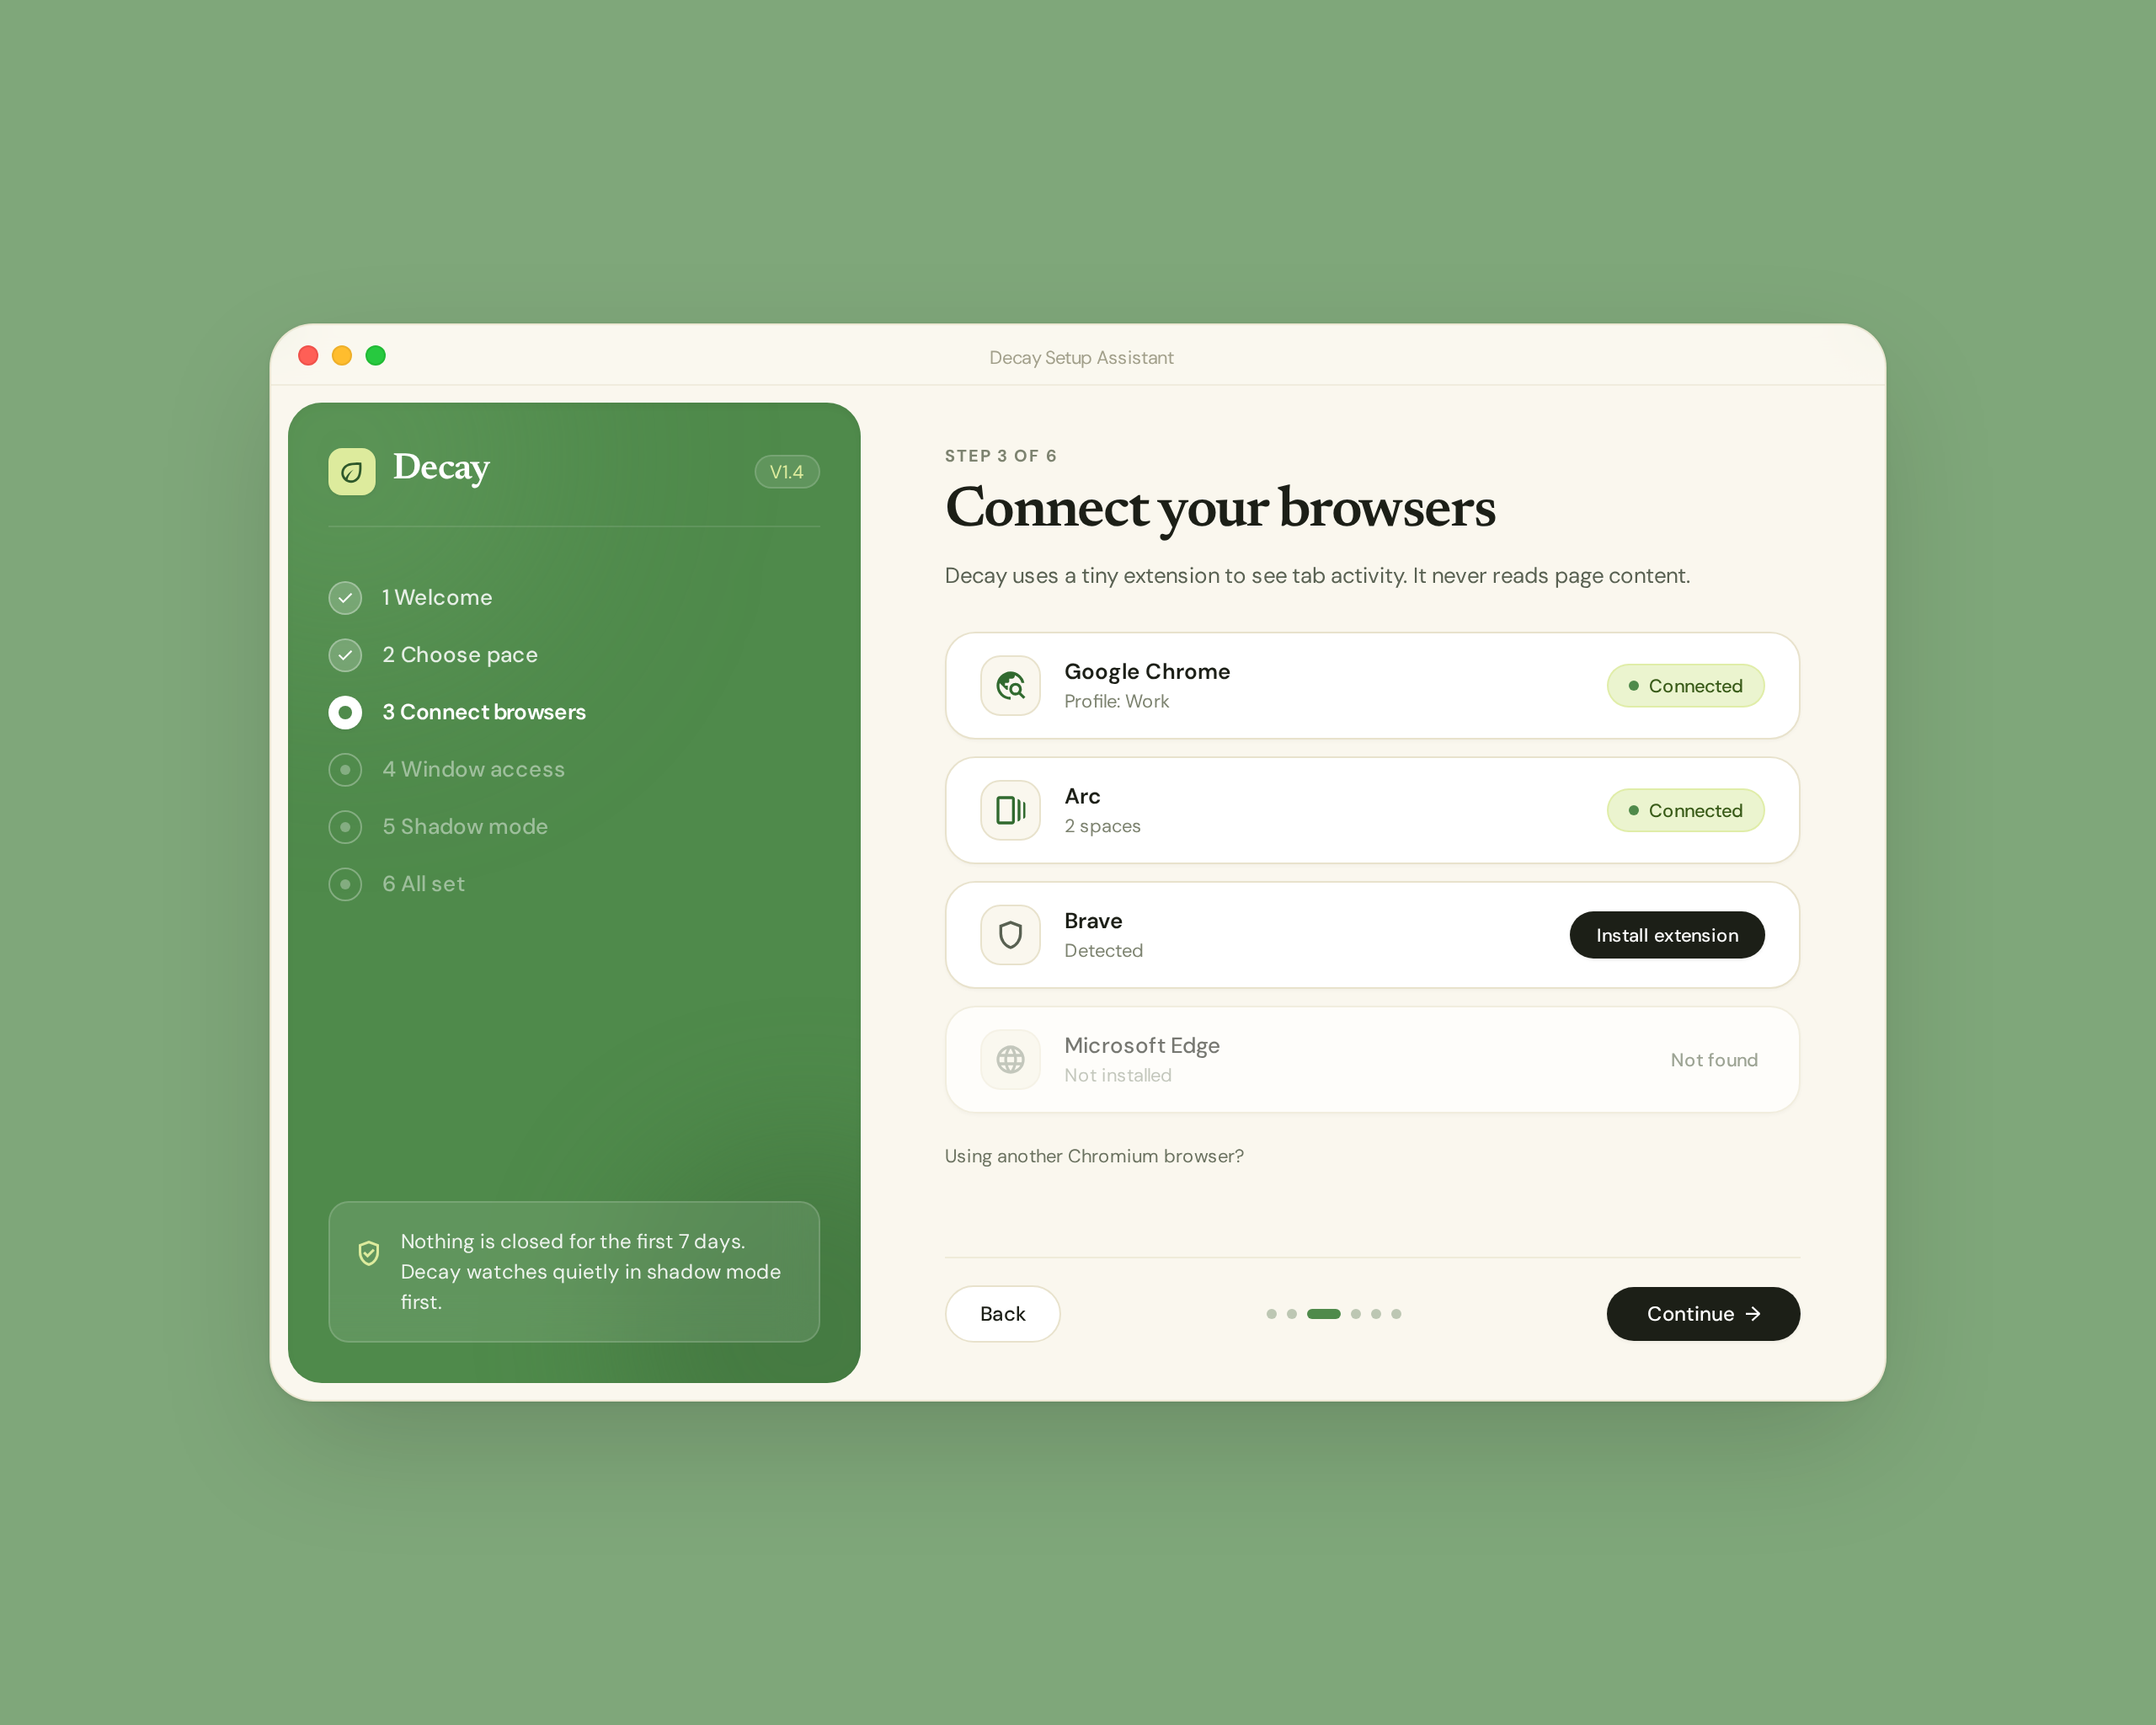 Decay Setup Assistant
Decay
V1.4
1 Welcome
2 Choose pace
3 Connect browsers
4 Window access
5 Shadow mode
6 All set
Nothing is closed for the first 7 days.
Decay watches quietly in shadow mode
first.
STEP 3 OF 6
Connect your browsers
Decay uses a tiny extension to see tab activity. It never reads page content.
Google Chrome
Profile: Work
Connected
Arc
2 spaces
Connected
Brave
Detected
Install extension
Microsoft Edge
Not installed
Not found
Using another Chromium browser?
Back
Continue →